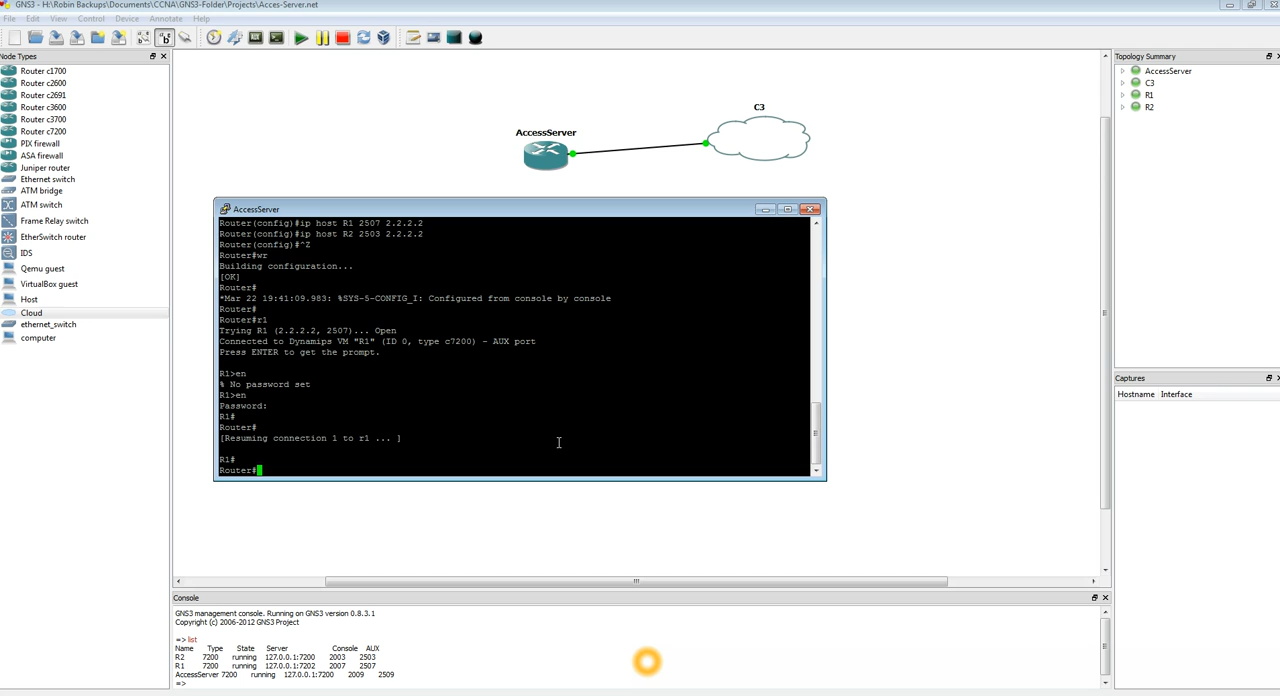 GNS3 - H:\Robin Backups\Documents\CCNA\GNS3-Folder\Projects\Acces-Server.net
File Edit View Control Device Annotate Help
Node Types
Router c1700
Router c2600
Router c2691
Router c3600
Router c3700
Router c7200
PIX firewall
ASA firewall
Juniper router
Ethernet switch
ATM bridge
ATM switch
Frame Relay switch
EtherSwitch router
IDS
Qemu guest
VirtualBox guest
Host
Cloud
ethernet_switch
computer
C3
AccessServer
AccessServer
Router(config)#ip host R1 2507 2.2.2.2
Router(config)#ip host R2 2503 2.2.2.2
Router(config)#^Z
Router#wr
Building configuration...
[OK]
Router#
*Mar 22 19:41:09.983: %SYS-5-CONFIG_I: Configured from console by console
Router#
Router#r1
Trying R1 (2.2.2.2, 2507)... Open
Connected to Dynamips VM "R1" (ID 0, type c7200) - AUX port
Press ENTER to get the prompt.
R1>en
% No password set
R1>en
Password:
R1#
Router#
[Resuming connection 1 to r1 ... ]
R1#
Router#
Console
GNS3 management console. Running on GNS3 version 0.8.3.1
Copyright (c) 2006-2012 GNS3 Project
=> list
Name Type State Server Console AUX
R2 7200 running 127.0.0.1:7200 2003 2503
R1 7200 running 127.0.0.1:7202 2007 2507
AccessServer 7200 running 127.0.0.1:7200 2009 2509
=>
Topology Summary
AccessServer
C3
R1
R2
Captures
Hostname Interface